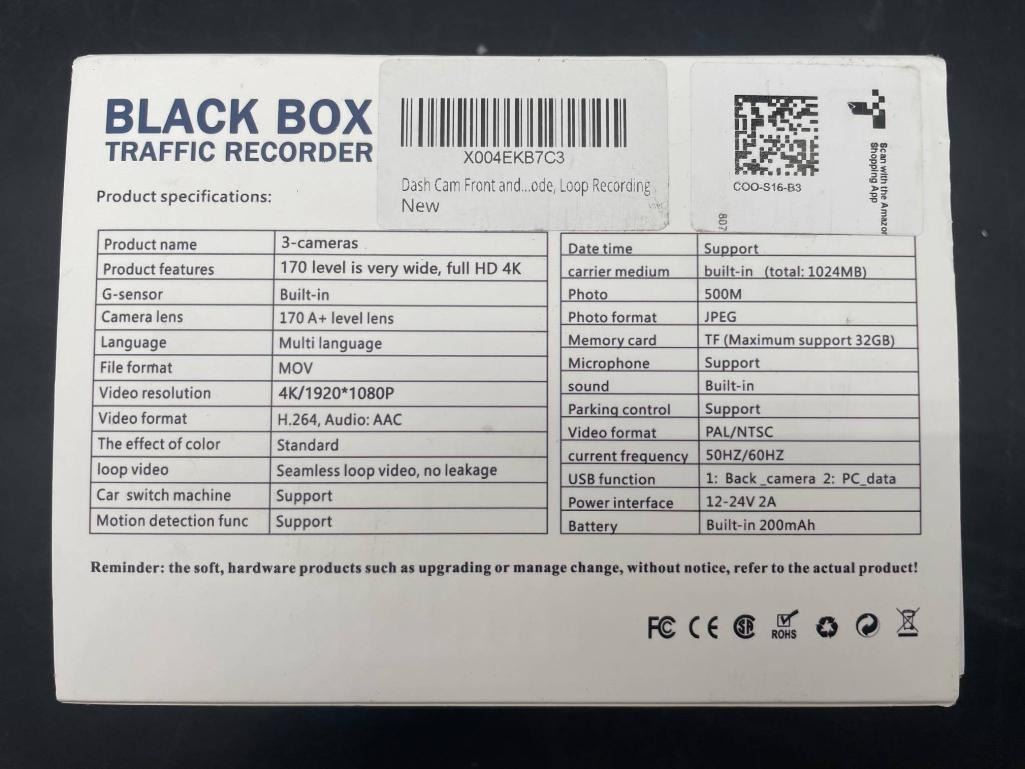 BLACK BOX
TRAFFIC RECORDER
X004EKB7C3
Dash Cam Front and...ode, Loop Recording
New
COO-S16-B3
Scan with the Amazon
Shopping App
807
Product specifications:
Product name 3-cameras
Product features 170 level is very wide, full HD 4K
G-sensor Built-in
Camera lens 170 A+ level lens
Language Multi language
File format MOV
Video resolution 4K/1920*1080P
Video format H.264, Audio: AAC
The effect of color Standard
loop video Seamless loop video, no leakage
Car switch machine Support
Motion detection func Support
Date time Support
carrier medium built-in (total: 1024MB)
Photo 500M
Photo format JPEG
Memory card TF (Maximum support 32GB)
Microphone Support
sound Built-in
Parking control Support
Video format PAL/NTSC
current frequency 50HZ/60HZ
USB function 1: Back_camera 2: PC_data
Power interface 12-24V 2A
Battery Built-in 200mAh
Reminder: the soft, hardware products such as upgrading or manage change, without notice, refer to the actual product!
FC CE SA ROHS